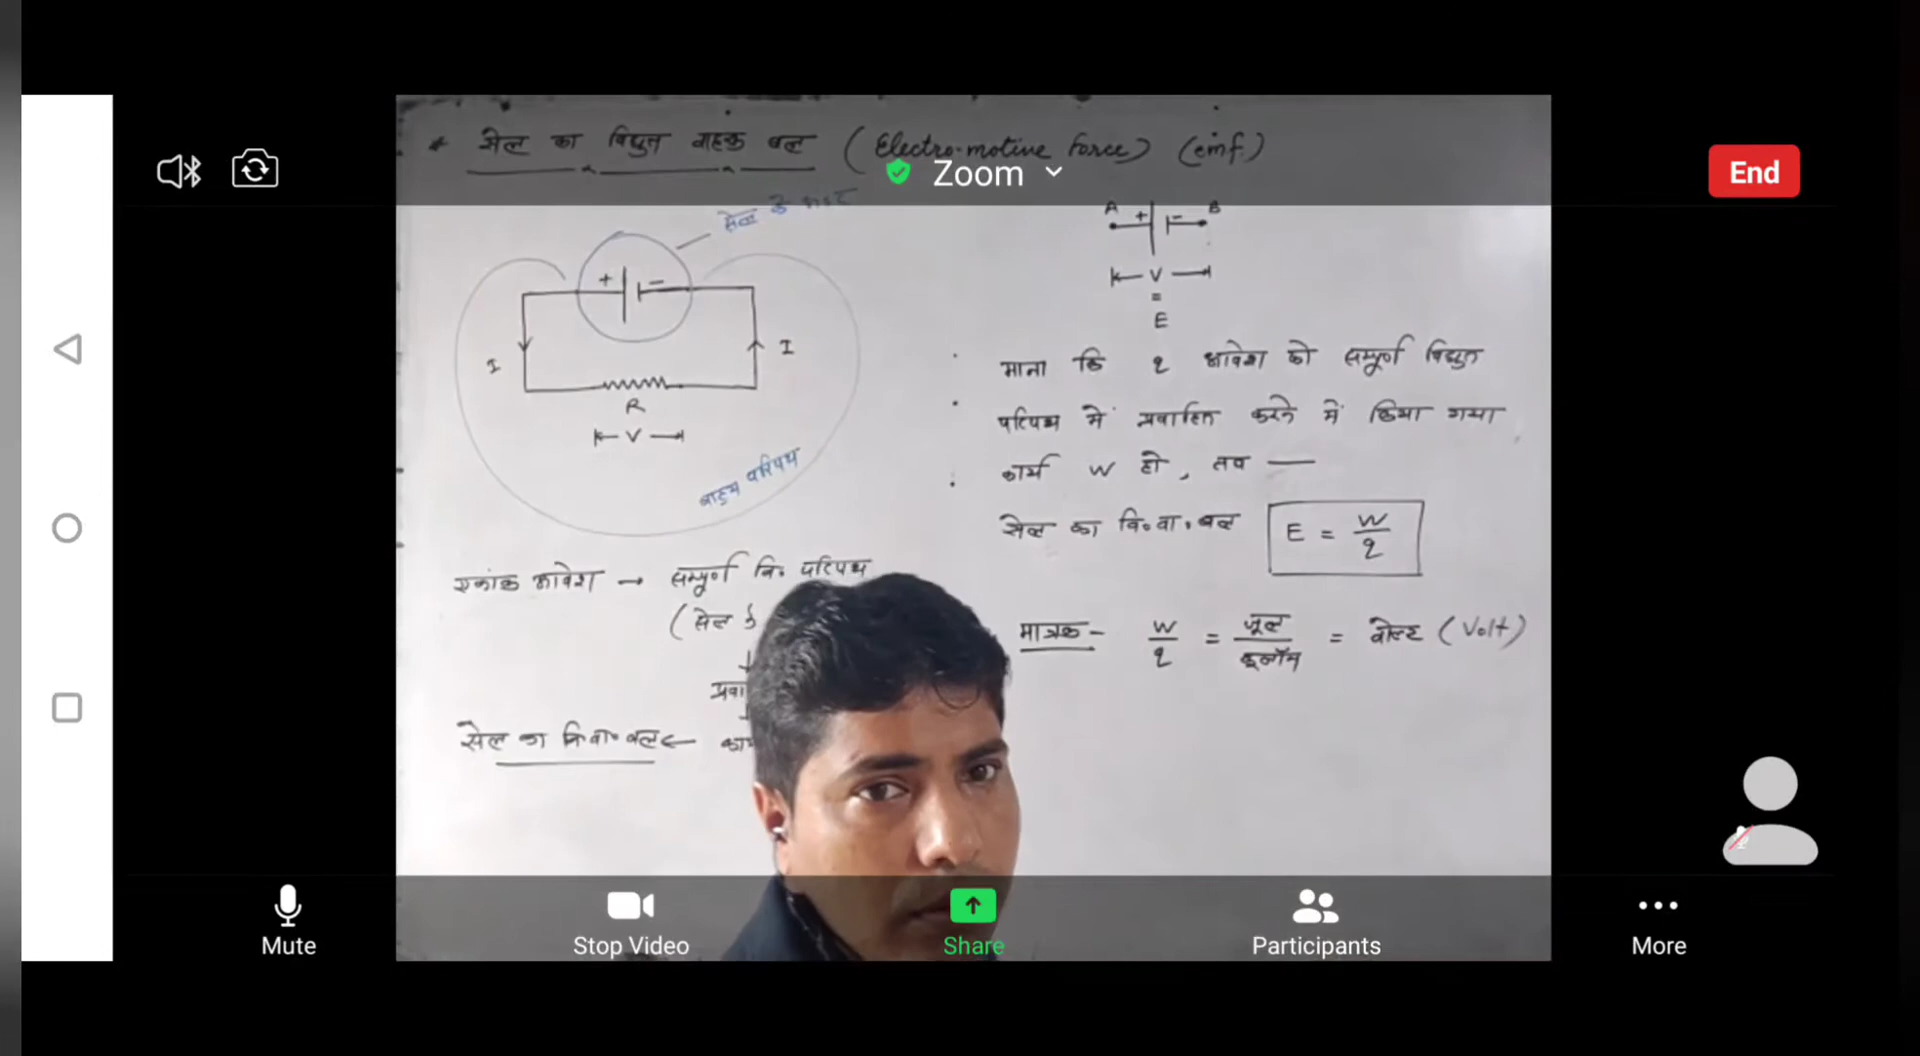 * सेल का विद्युत वाहक बल (Electro-motive force) (emf.)
Zoom
End
सेल के
A + - B
V
=
E
+ -
I
I
R
V
बाह्य परिपथ
माना कि q आवेश को सम्पूर्ण विद्युत
परिपथ में प्रवाहित करने में किया गया
कार्य W हो, तब —
सेल का वि॰वा॰बल E = W/q
एकांक आवेश → सम्पूर्ण वि॰ परिपथ
(सेल के
मात्रक - W/q = जूल/कूलॉम = वोल्ट (Volt)
प्रवा
सेल का वि॰वा॰बल ← का
Mute
Stop Video
Share
Participants
More